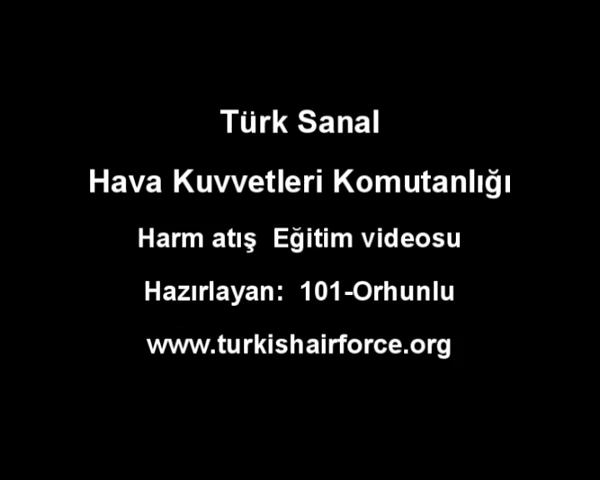 Türk Sanal
Hava Kuvvetleri Komutanlığı
Harm atış  Eğitim videosu
Hazırlayan:  101-Orhunlu
www.turkishairforce.org